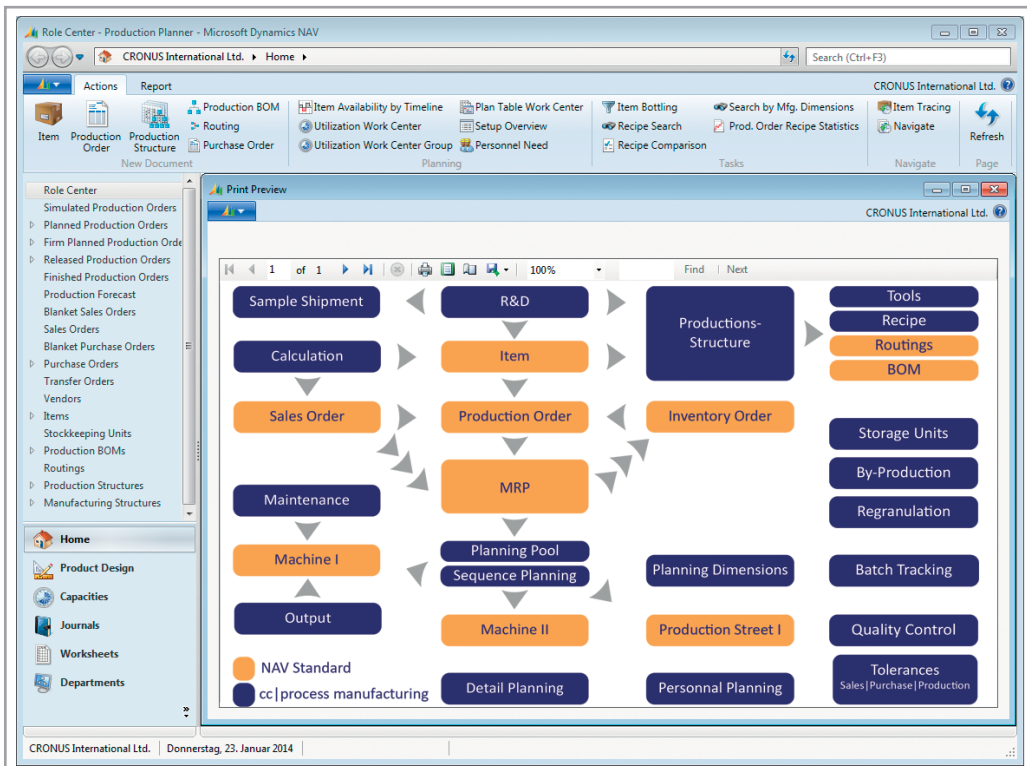 Role Center - Production Planner - Microsoft Dynamics NAV
CRONUS International Ltd. Home
Search (Ctrl+F3)
Actions Report
CRONUS International Ltd.
Item
Production Order
Production Structure
Production BOM
Routing
Purchase Order
New Document
Item Availability by Timeline
Utilization Work Center
Utilization Work Center Group
Plan Table Work Center
Setup Overview
Personnel Need
Planning
Item Bottling
Recipe Search
Recipe Comparison
Search by Mfg. Dimensions
Prod. Order Recipe Statistics
Tasks
Item Tracing
Navigate
Navigate
Refresh
Page
Role Center
Simulated Production Orders
Planned Production Orders
Firm Planned Production Orde
Released Production Orders
Finished Production Orders
Production Forecast
Blanket Sales Orders
Sales Orders
Blanket Purchase Orders
Purchase Orders
Transfer Orders
Vendors
Items
Stockkeeping Units
Production BOMs
Routings
Production Structures
Manufacturing Structures
Home
Product Design
Capacities
Journals
Worksheets
Departments
Print Preview
CRONUS International Ltd.
1 of 1 100% Find | Next
Sample Shipment
R&D
Productions-
Structure
Tools
Recipe
Routings
BOM
Calculation
Item
Sales Order
Production Order
Inventory Order
Storage Units
MRP
By-Production
Maintenance
Regranulation
Machine I
Planning Pool
Sequence Planning
Planning Dimensions
Batch Tracking
Output
Machine II
Production Street I
Quality Control
NAV Standard
cc|process manufacturing
Detail Planning
Personnal Planning
Tolerances
Sales|Purchase|Production
CRONUS International Ltd. Donnerstag, 23. Januar 2014